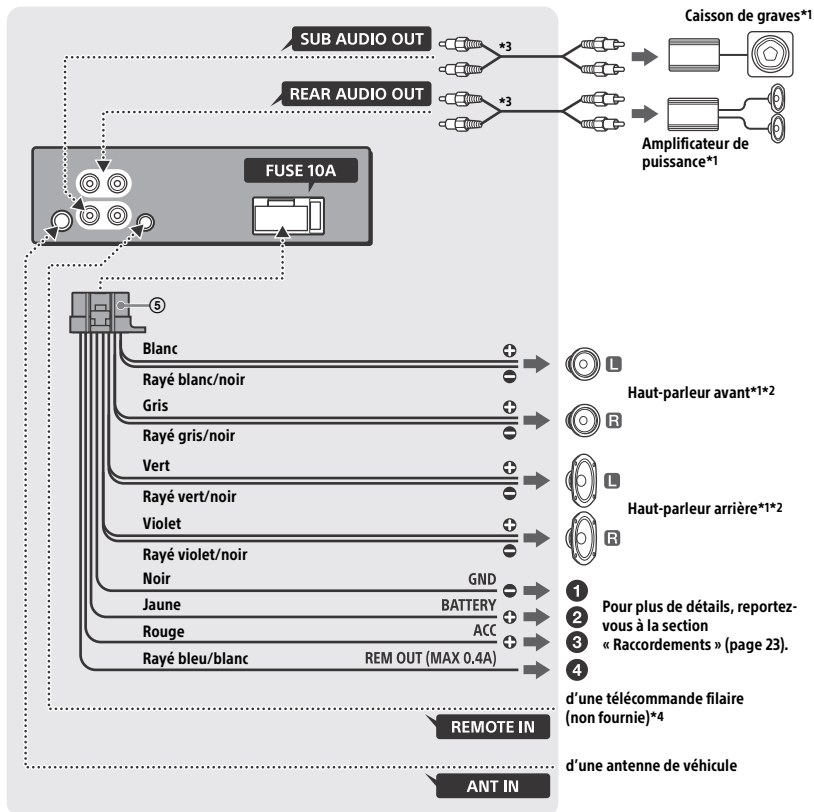 Caisson de graves*1
SUB AUDIO OUT
*3
REAR AUDIO OUT
*3
Amplificateur de
puissance*1
FUSE 10A
⑤
Blanc
Rayé blanc/noir
L
Haut-parleur avant*1*2
Gris
Rayé gris/noir
R
Vert
Rayé vert/noir
L
Haut-parleur arrière*1*2
Violet
Rayé violet/noir
R
Noir GND ❶
Jaune BATTERY ❷
Rouge ACC ❸
Rayé bleu/blanc REM OUT (MAX 0.4A) ❹
Pour plus de détails, reportez-
vous à la section
« Raccordements » (page 23).
d'une télécommande filaire
(non fournie)*4
REMOTE IN
d'une antenne de véhicule
ANT IN